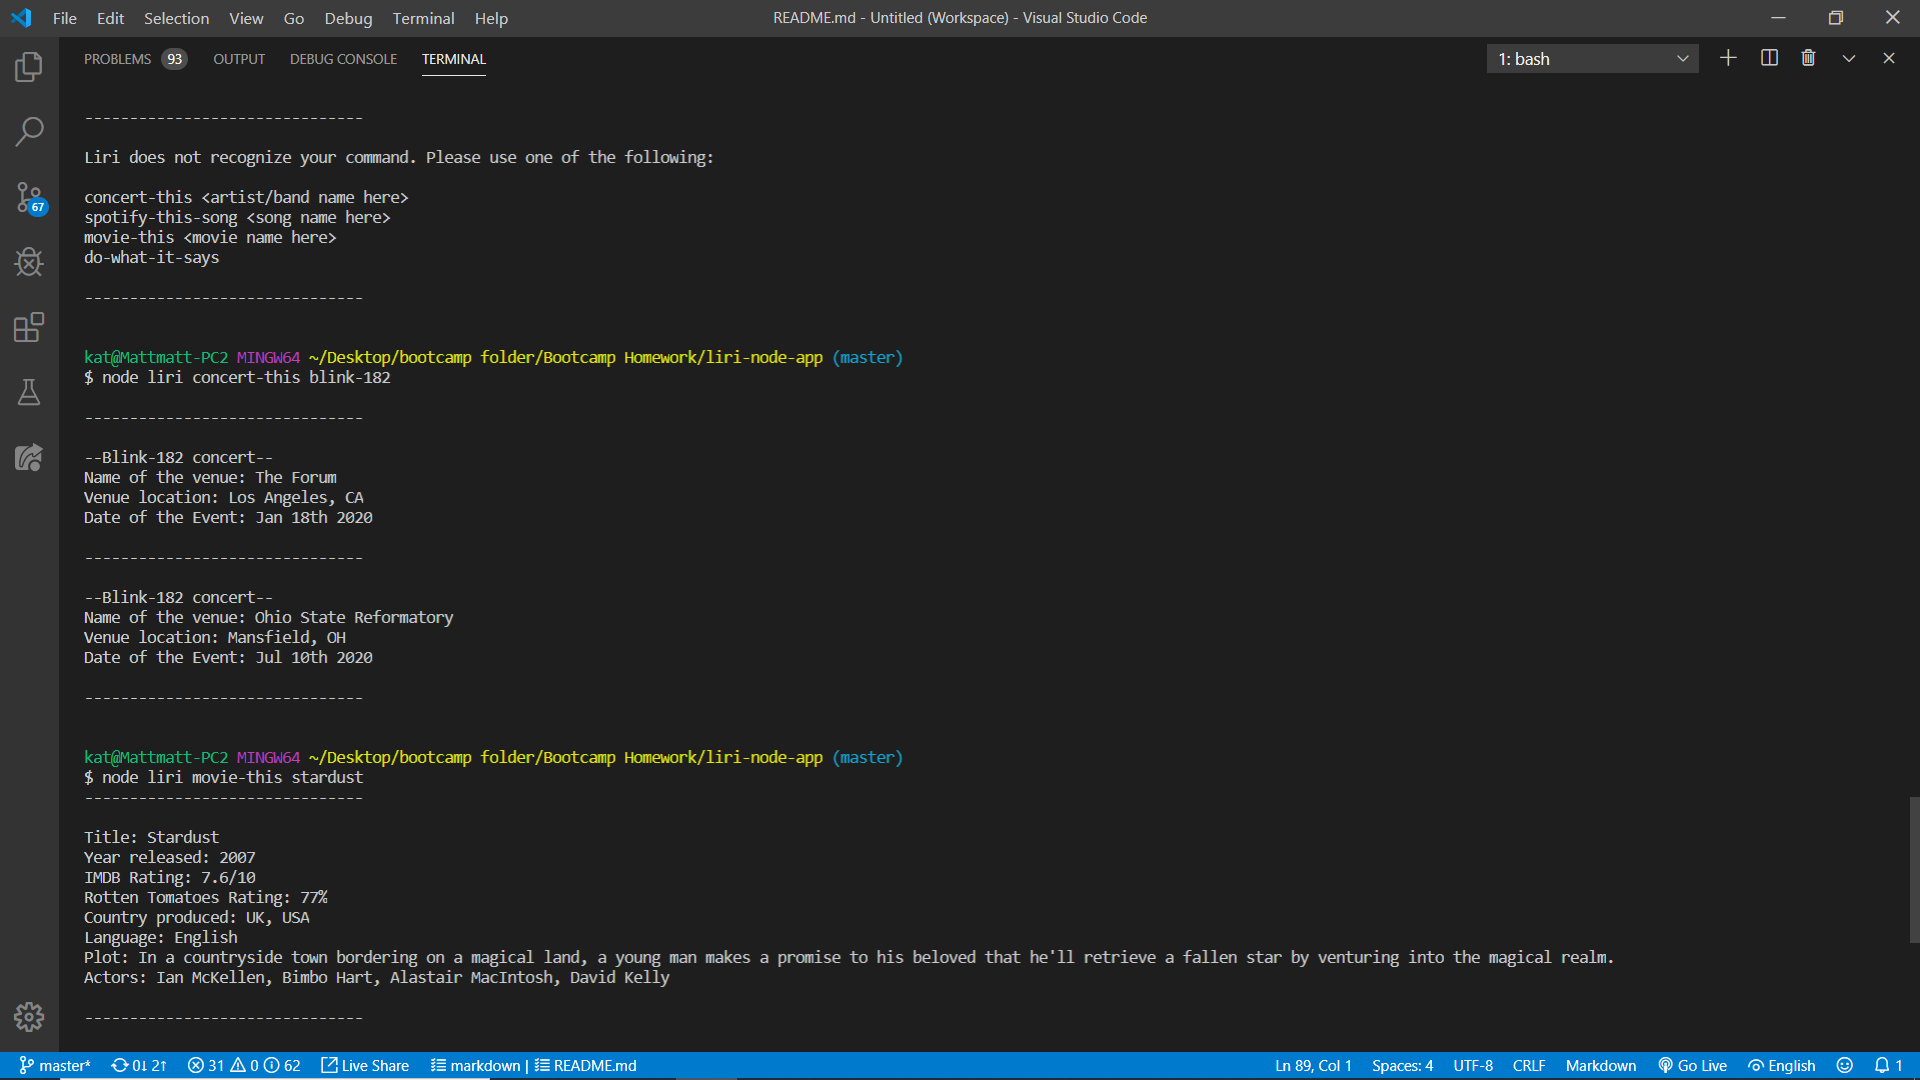 File Edit Selection View Go Debug Terminal Help README.md - Untitled (Workspace) - Visual Studio Code
PROBLEMS 93 OUTPUT DEBUG CONSOLE TERMINAL 1: bash
-------------------------------
Liri does not recognize your command. Please use one of the following:
concert-this <artist/band name here>
spotify-this-song <song name here>
movie-this <movie name here>
do-what-it-says
-------------------------------
67
kat@Mattmatt-PC2 MINGW64 ~/Desktop/bootcamp folder/Bootcamp Homework/liri-node-app (master)
$ node liri concert-this blink-182
-------------------------------
--Blink-182 concert--
Name of the venue: The Forum
Venue location: Los Angeles, CA
Date of the Event: Jan 18th 2020
-------------------------------
--Blink-182 concert--
Name of the venue: Ohio State Reformatory
Venue location: Mansfield, OH
Date of the Event: Jul 10th 2020
-------------------------------
kat@Mattmatt-PC2 MINGW64 ~/Desktop/bootcamp folder/Bootcamp Homework/liri-node-app (master)
$ node liri movie-this stardust
-------------------------------
Title: Stardust
Year released: 2007
IMDB Rating: 7.6/10
Rotten Tomatoes Rating: 77%
Country produced: UK, USA
Language: English
Plot: In a countryside town bordering on a magical land, a young man makes a promise to his beloved that he'll retrieve a fallen star by venturing into the magical realm.
Actors: Ian McKellen, Bimbo Hart, Alastair MacIntosh, David Kelly
-------------------------------
master* 0↓ 2↑ 31 0 62 Live Share markdown | README.md Ln 89, Col 1 Spaces: 4 UTF-8 CRLF Markdown Go Live English 1